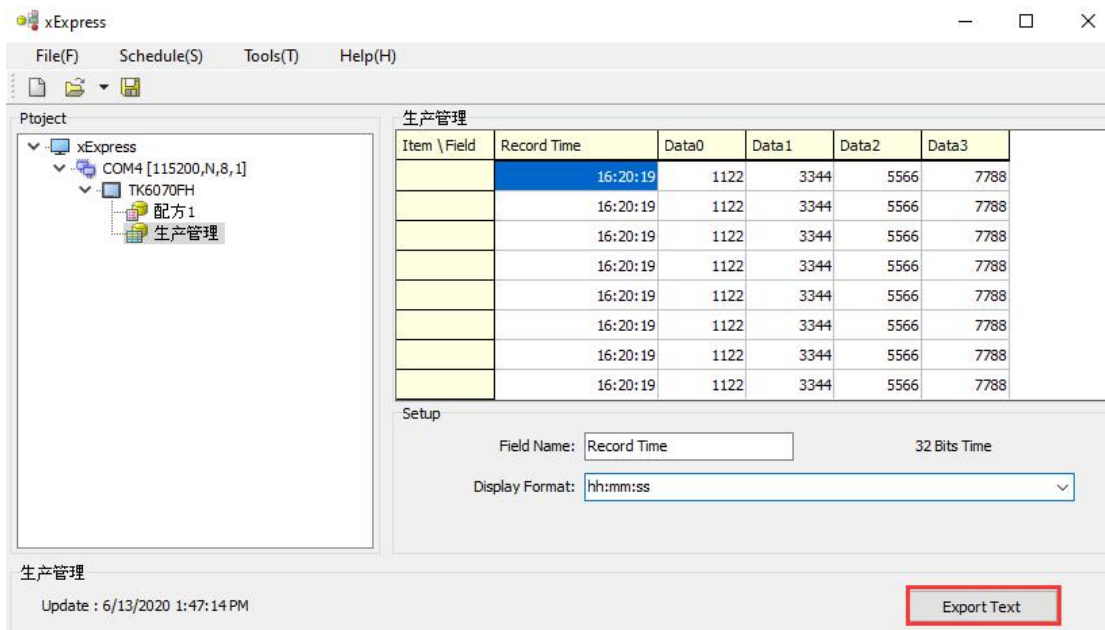 xExpress
File(F) Schedule(S) Tools(T) Help(H)
Ptoject
xExpress
COM4 [115200,N,8,1]
TK6070FH
配方1
生产管理
生产管理
Item \Field Record Time Data0 Data1 Data2 Data3
16:20:19 1122 3344 5566 7788
16:20:19 1122 3344 5566 7788
16:20:19 1122 3344 5566 7788
16:20:19 1122 3344 5566 7788
16:20:19 1122 3344 5566 7788
16:20:19 1122 3344 5566 7788
16:20:19 1122 3344 5566 7788
16:20:19 1122 3344 5566 7788
Setup
Field Name: Record Time 32 Bits Time
Display Format: hh:mm:ss
生产管理
Update : 6/13/2020 1:47:14 PM Export Text